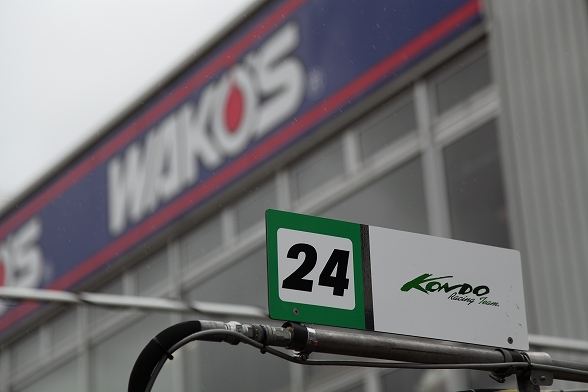 WAKO'S
24
KONDO
Racing Team.